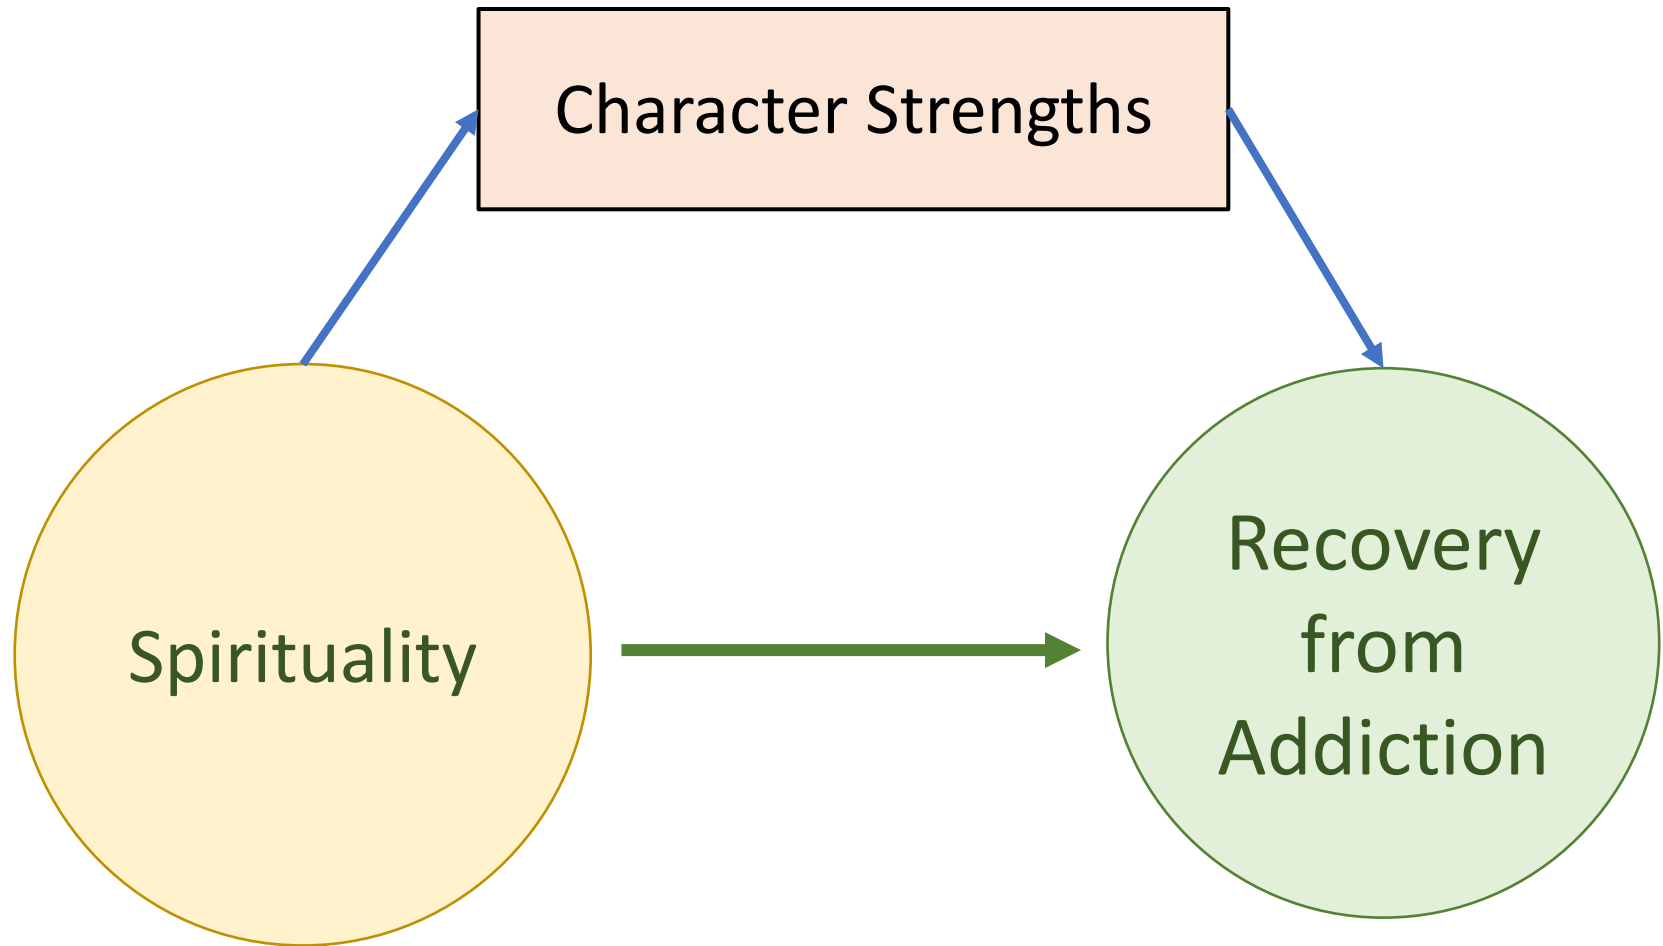 Character Strengths
Spirituality
Recovery
from
Addiction